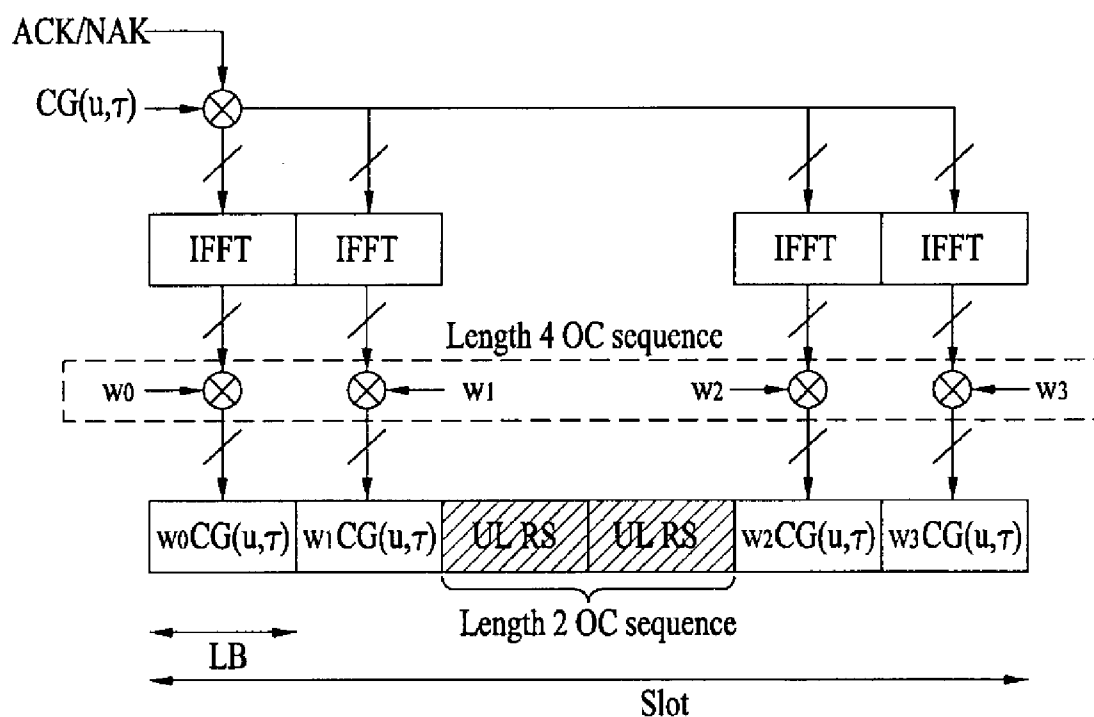 ACK/NAK
CG(u,τ)
IFFT IFFT IFFT IFFT
Length 4 OC sequence
w0 w1 w2 w3
w0CG(u,τ) w1CG(u,τ) UL RS UL RS w2CG(u,τ) w3CG(u,τ)
Length 2 OC sequence
LB
Slot